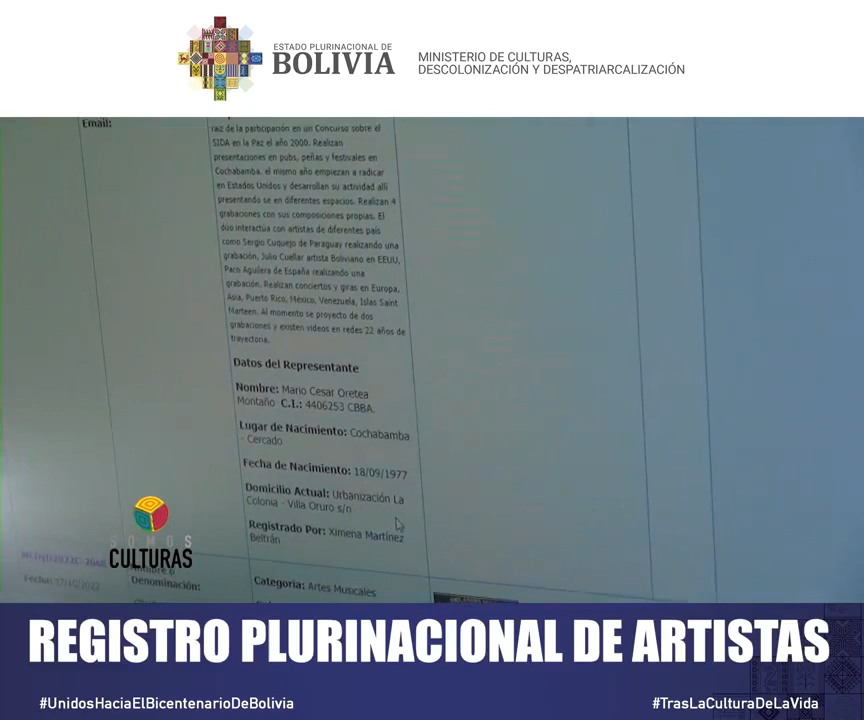 ESTADO PLURINACIONAL DE
BOLIVIA
MINISTERIO DE CULTURAS,
DESCOLONIZACIÓN Y DESPATRIARCALIZACIÓN
Email:
raiz de la participación en un Concurso sobre el
SIDA en la Paz el año 2000. Realizan
presentaciones en pubs, peñas y festivales en
Cochabamba, el mismo año empiezan a radicar
en Estados Unidos y desarrollan su actividad alli
presentando se en diferentes espacios. Realizan 4
grabaciones con sus composiciones propias. El
dúo interactúa con artistas de diferentes país
como Sergio Cuquejo de Paraguay realizando una
grabación, Julio Cuellar artista Boliviano en EEUU,
Paco Aguilera de España realizando una
grabación. Realizan conciertos y giras en Europa,
Asia, Puerto Rico, México, Venezuela, Islas Saint
Marteen. Al momento se proyecto de dos
grabaciones y existen videos en redes 22 años de
trayectoria.
Datos del Representante
Nombre: Mario Cesar Oretea
Montaño C.I.: 4406253 CBBA.
Lugar de Nacimiento: Cochabamba
- Cercado
Fecha de Nacimiento: 18/09/1977
Domicilio Actual: Urbanización La
Colonia - Villa Oruro s/n
Registrado Por: Ximena Martínez
Beltrán
SOMOS
CULTURAS
Fecha: 17/10/2022
Nombre o
Denominación:
Categoria: Artes Musicales
REGISTRO PLURINACIONAL DE ARTISTAS
#UnidosHaciaElBicentenarioDeBolivia
#TrasLaCulturaDeLaVida